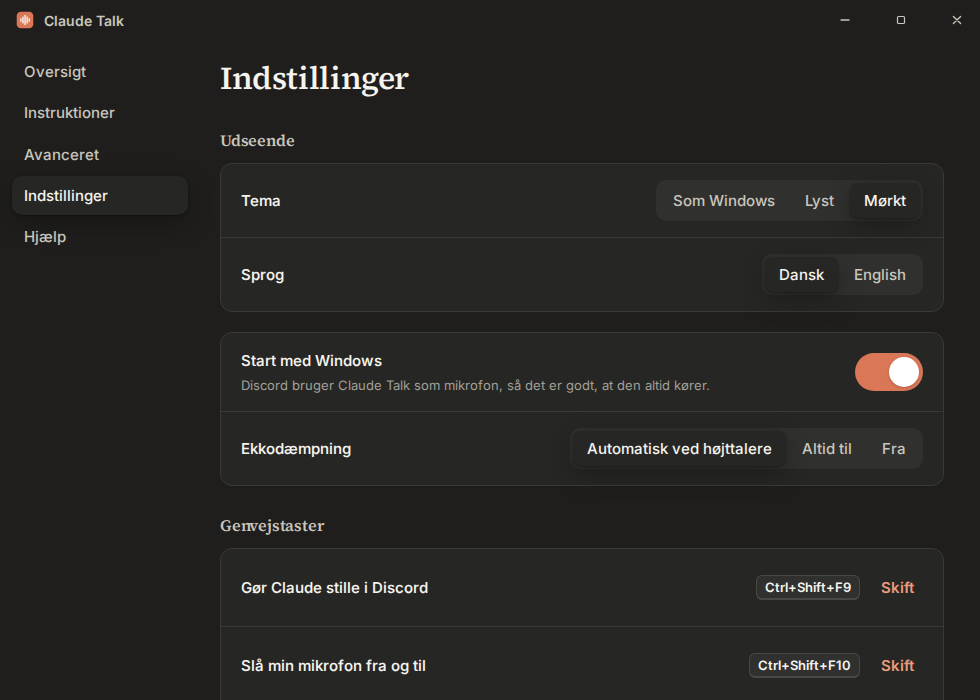 Claude Talk
Oversigt
Instruktioner
Avanceret
Indstillinger
Hjælp
Indstillinger
Udseende
Tema
Som Windows
Lyst
Mørkt
Sprog
Dansk
English
Start med Windows
Discord bruger Claude Talk som mikrofon, så det er godt, at den altid kører.
Ekkodæmpning
Automatisk ved højttalere
Altid til
Fra
Genvejstaster
Gør Claude stille i Discord
Ctrl+Shift+F9
Skift
Slå min mikrofon fra og til
Ctrl+Shift+F10
Skift